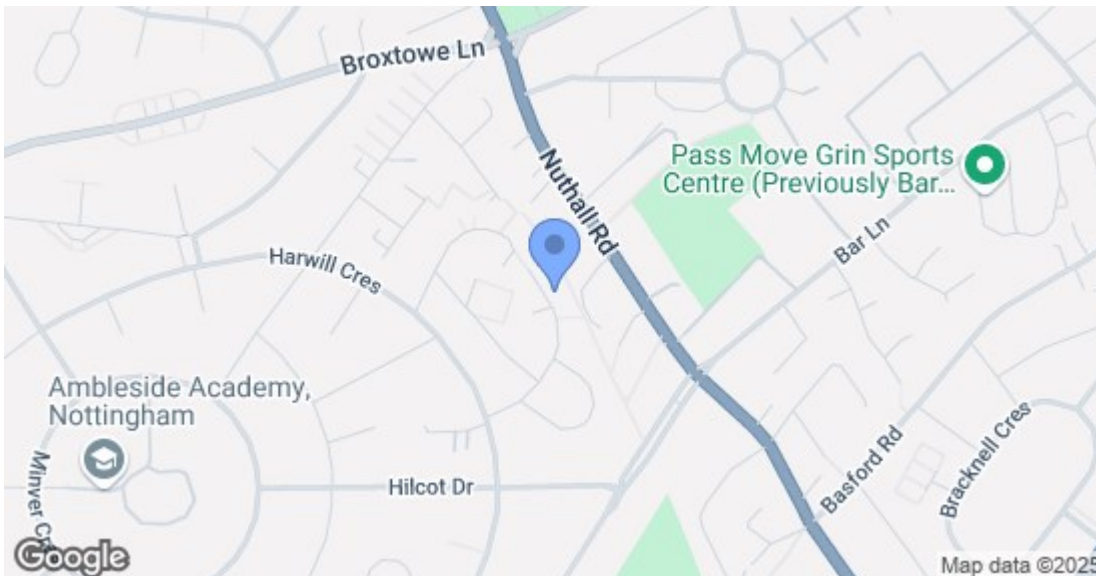 Broxtowe Ln
Nuthall Rd
Pass Move Grin Sports
Centre (Previously Bar...
Bar Ln
Harwill Cres
Ambleside Academy,
Nottingham
Minver Cres
Hilcot Dr
Basford Rd
Bracknell Cres
Google
Map data ©2025